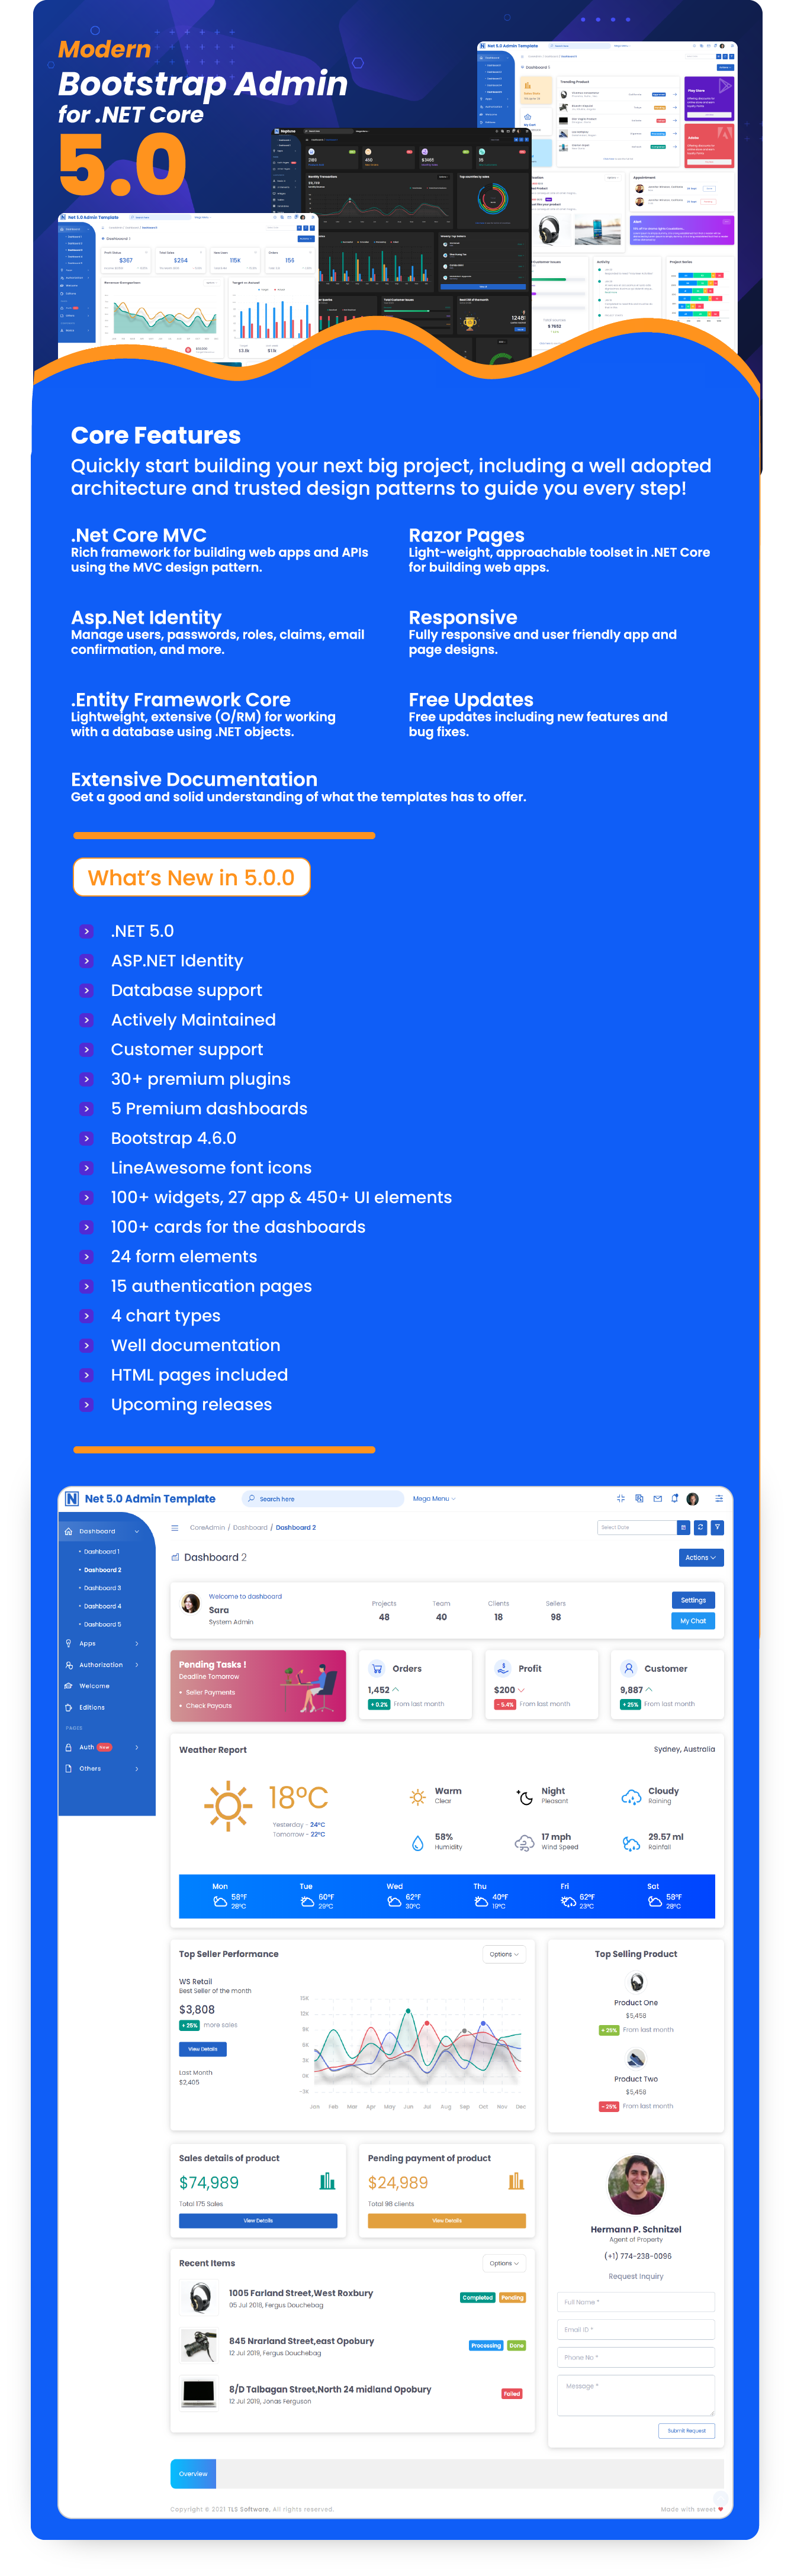 Modern
Bootstrap Admin
for .NET Core
5.0
Core Features
Quickly start building your next big project, including a well adopted
architecture and trusted design patterns to guide you every step!
.Net Core MVC
Rich framework for building web apps and APIs
using the MVC design pattern.
Razor Pages
Light-weight, approachable toolset in .NET Core
for building web apps.
Asp.Net Identity
Manage users, passwords, roles, claims, email
confirmation, and more.
Responsive
Fully responsive and user friendly app and
page designs.
.Entity Framework Core
Lightweight, extensive (O/RM) for working
with a database using .NET objects.
Free Updates
Free updates including new features and
bug fixes.
Extensive Documentation
Get a good and solid understanding of what the templates has to offer.
What's New in 5.0.0
.NET 5.0
ASP.NET Identity
Database support
Actively Maintained
Customer support
30+ premium plugins
5 Premium dashboards
Bootstrap 4.6.0
LineAwesome font icons
100+ widgets, 27 app & 450+ UI elements
100+ cards for the dashboards
24 form elements
15 authentication pages
4 chart types
Well documentation
HTML pages included
Upcoming releases
N Net 5.0 Admin Template
Search here
Mega Menu
Dashboard
Dashboard 1
Dashboard 2
Dashboard 3
Dashboard 4
Dashboard 5
Apps
Authorization
Welcome
Editions
PAGES
Auth New
Others
CoreAdmin / Dashboard / Dashboard 2
Select Date
Dashboard 2
Actions
Welcome to dashboard
Sara
System Admin
Projects
48
Team
40
Clients
18
Sellers
98
Settings
My Chat
Pending Tasks !
Deadline Tomorrow
Seller Payments
Check Payouts
Orders
1,452
+ 0.2% From last month
Profit
$200
- 5.4% From last month
Customer
9,887
+ 25% From last month
Weather Report
Sydney, Australia
18°C
Yesterday - 24°C
Tomorrow - 22°C
Warm
Clear
Night
Pleasant
Cloudy
Raining
58%
Humidity
17 mph
Wind Speed
29.57 ml
Rainfall
Mon
58°F
28°C
Tue
60°F
29°C
Wed
62°F
30°C
Thu
40°F
19°C
Fri
62°F
23°C
Sat
58°F
28°C
Top Seller Performance
Options
WS Retail
Best Seller of the month
$3,808
+ 25% more sales
View Details
Last Month
$2,405
15K
12K
9K
6K
3K
0K
-3K
Jan Feb Mar Apr May Jun Jul Aug Sep Oct Nov Dec
Top Selling Product
Product One
$5,458
+ 25% From last month
Product Two
$5,458
- 25% From last month
Sales details of product
$74,989
Total 175 Sales
View Details
Pending payment of product
$24,989
Total 98 clients
View Details
Hermann P. Schnitzel
Agent of Property
(+1) 774-238-0096
Request Inquiry
Full Name *
Email ID *
Phone No *
Message *
Submit Request
Recent Items
Options
1005 Farland Street,West Roxbury
05 Jul 2018, Fergus Douchebag
Completed Pending
845 Nrarland Street,east Opobury
12 Jul 2019, Fergus Douchebag
Processing Done
8/D Talbagan Street,North 24 midland Opobury
12 Jul 2019, Jonas Ferguson
Failed
Overview
Copyright © 2021 TLS Software. All rights reserved.
Made with sweet